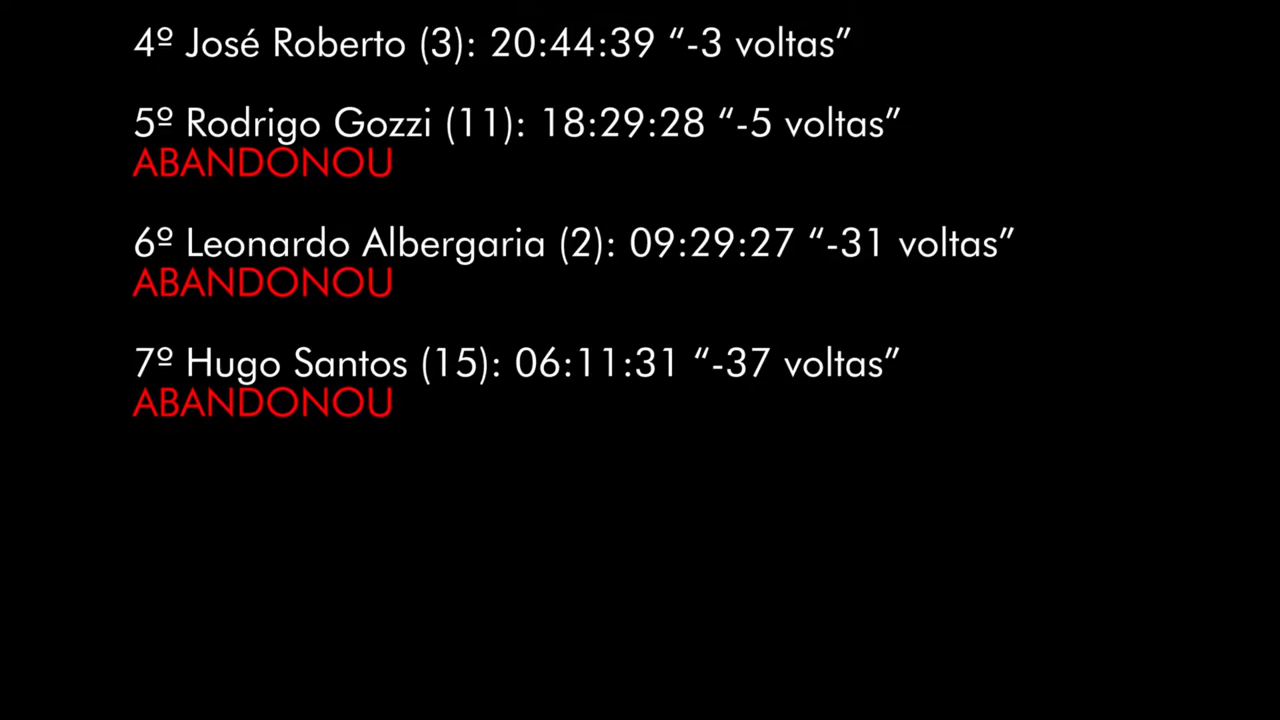 4º José Roberto (3): 20:44:39 “-3 voltas”
5º Rodrigo Gozzi (11): 18:29:28 “-5 voltas”
ABANDONOU
6º Leonardo Albergaria (2): 09:29:27 “-31 voltas”
ABANDONOU
7º Hugo Santos (15): 06:11:31 “-37 voltas”
ABANDONOU